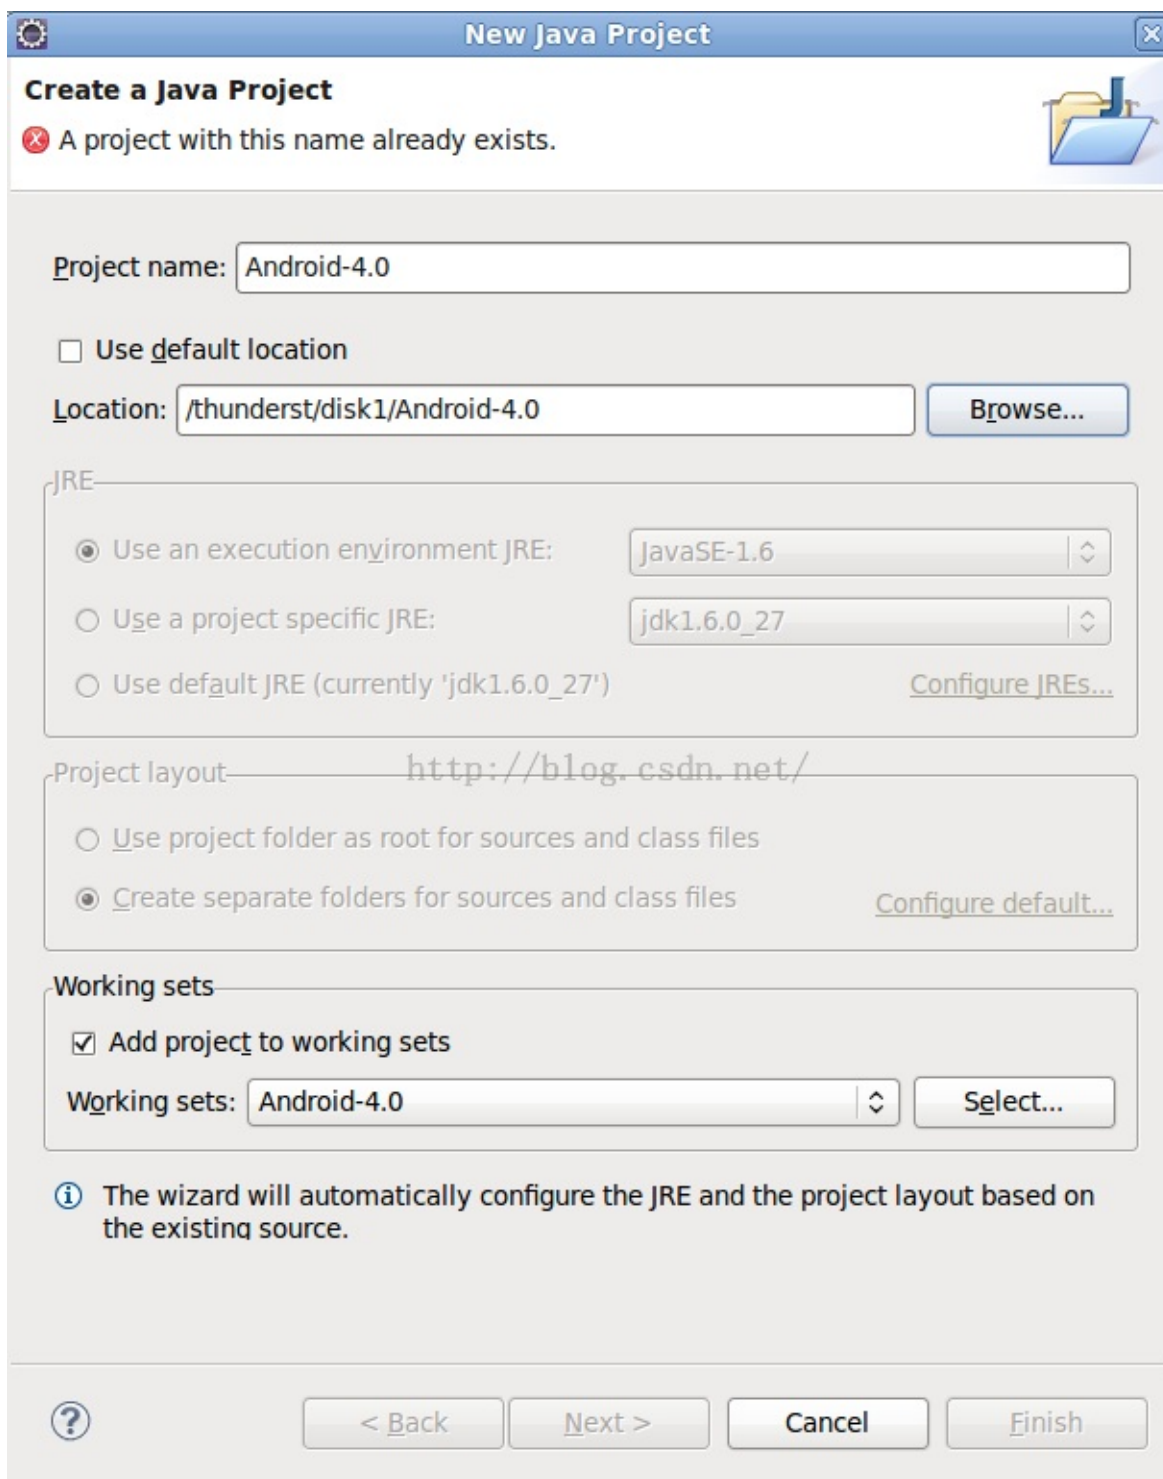 New Java Project
Create a Java Project
A project with this name already exists.
Project name: Android-4.0
Use default location
Location: /thunderst/disk1/Android-4.0 Browse...
JRE
Use an execution environment JRE: JavaSE-1.6
Use a project specific JRE: jdk1.6.0_27
Use default JRE (currently 'jdk1.6.0_27') Configure JREs...
http://blog.csdn.net/
Project layout
Use project folder as root for sources and class files
Create separate folders for sources and class files Configure default...
Working sets
Add project to working sets
Working sets: Android-4.0 Select...
The wizard will automatically configure the JRE and the project layout based on
the existing source.
? < Back Next > Cancel Finish